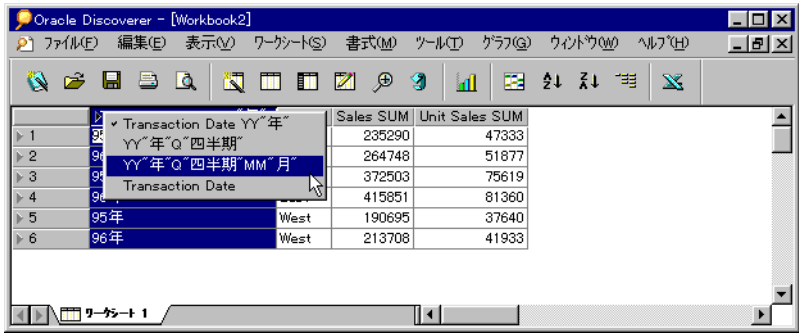 Oracle Discoverer - [Workbook2]
ファイル(F) 編集(E) 表示(V) ワークシート(S) 書式(M) ツール(T) グラフ(G) ウィンドウ(W) ヘルプ(H)
Sales SUM Unit Sales SUM
✓ Transaction Date YY"年"
YY"年"Q"四半期"
YY"年"Q"四半期"MM"月"
Transaction Date
1 235290 47333
2 264748 51877
3 372503 75619
4 415851 81360
5 95年 West 190695 37640
6 96年 West 213708 41933
ワークシート 1